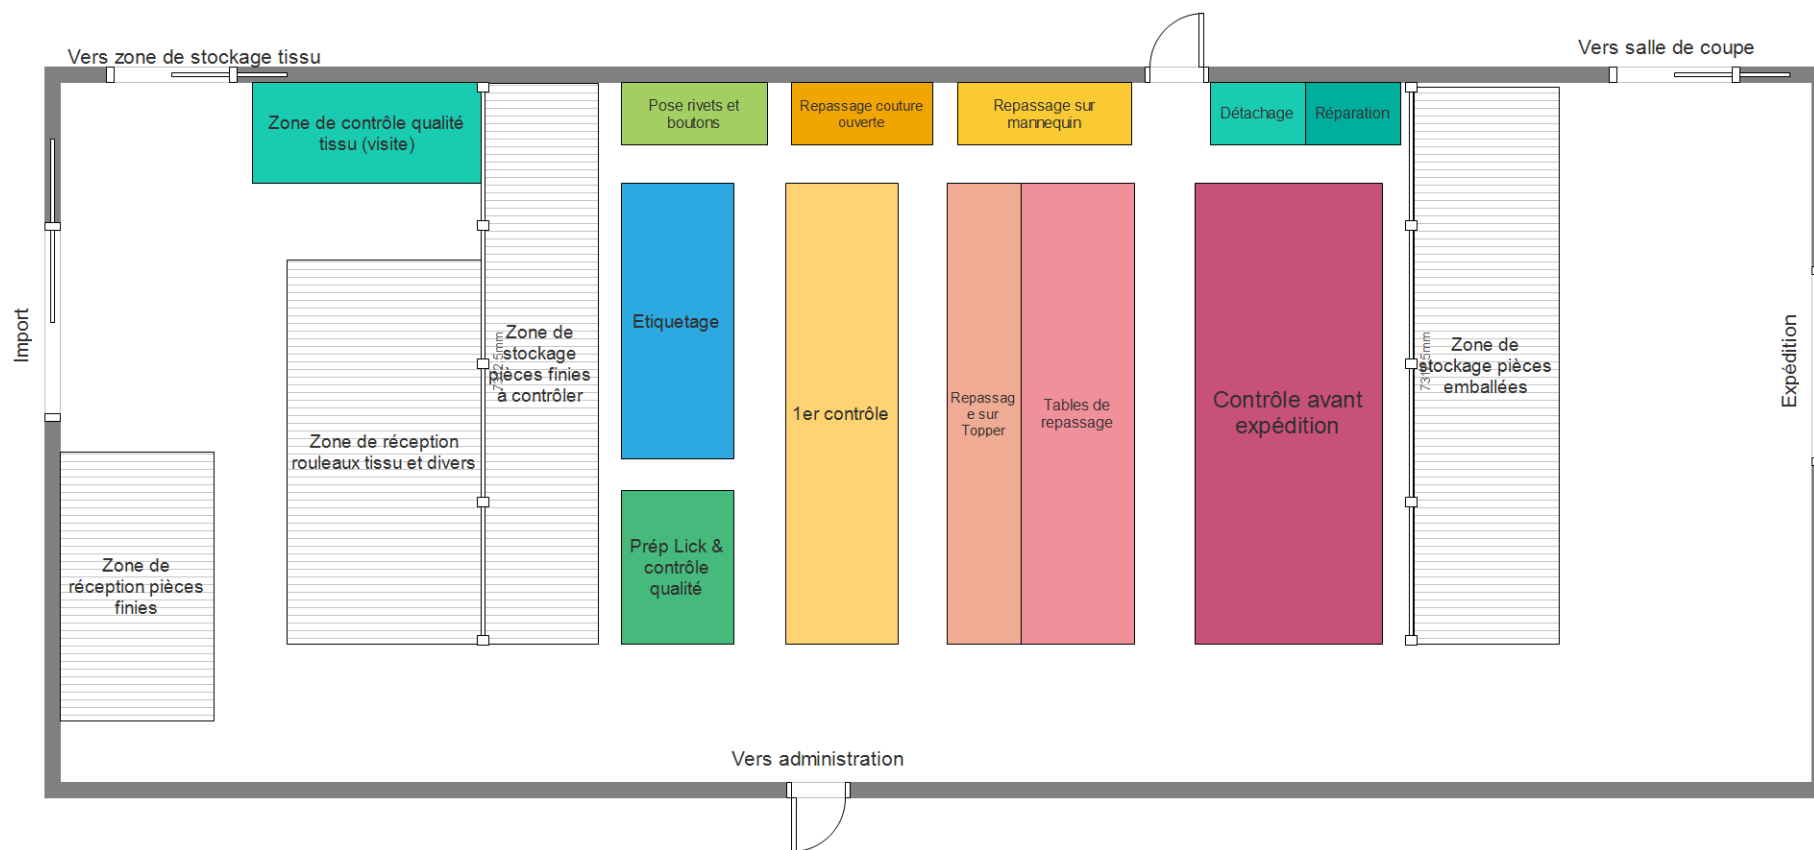 Vers zone de stockage tissu
Vers salle de coupe
Zone de contrôle qualité
tissu (visite)
Pose rivets et
boutons
Repassage couture
ouverte
Repassage sur
mannequin
Détachage
Réparation
Import
Zone de réception
rouleaux tissu et divers
Zone de
stockage
pièces finies
à contrôler
Etiquetage
1er contrôle
Repassag
e sur
Topper
Tables de
repassage
Contrôle avant
expédition
Zone de
stockage pièces
emballées
Expédition
Zone de
réception pièces
finies
Prép Lick &
contrôle
qualité
Vers administration